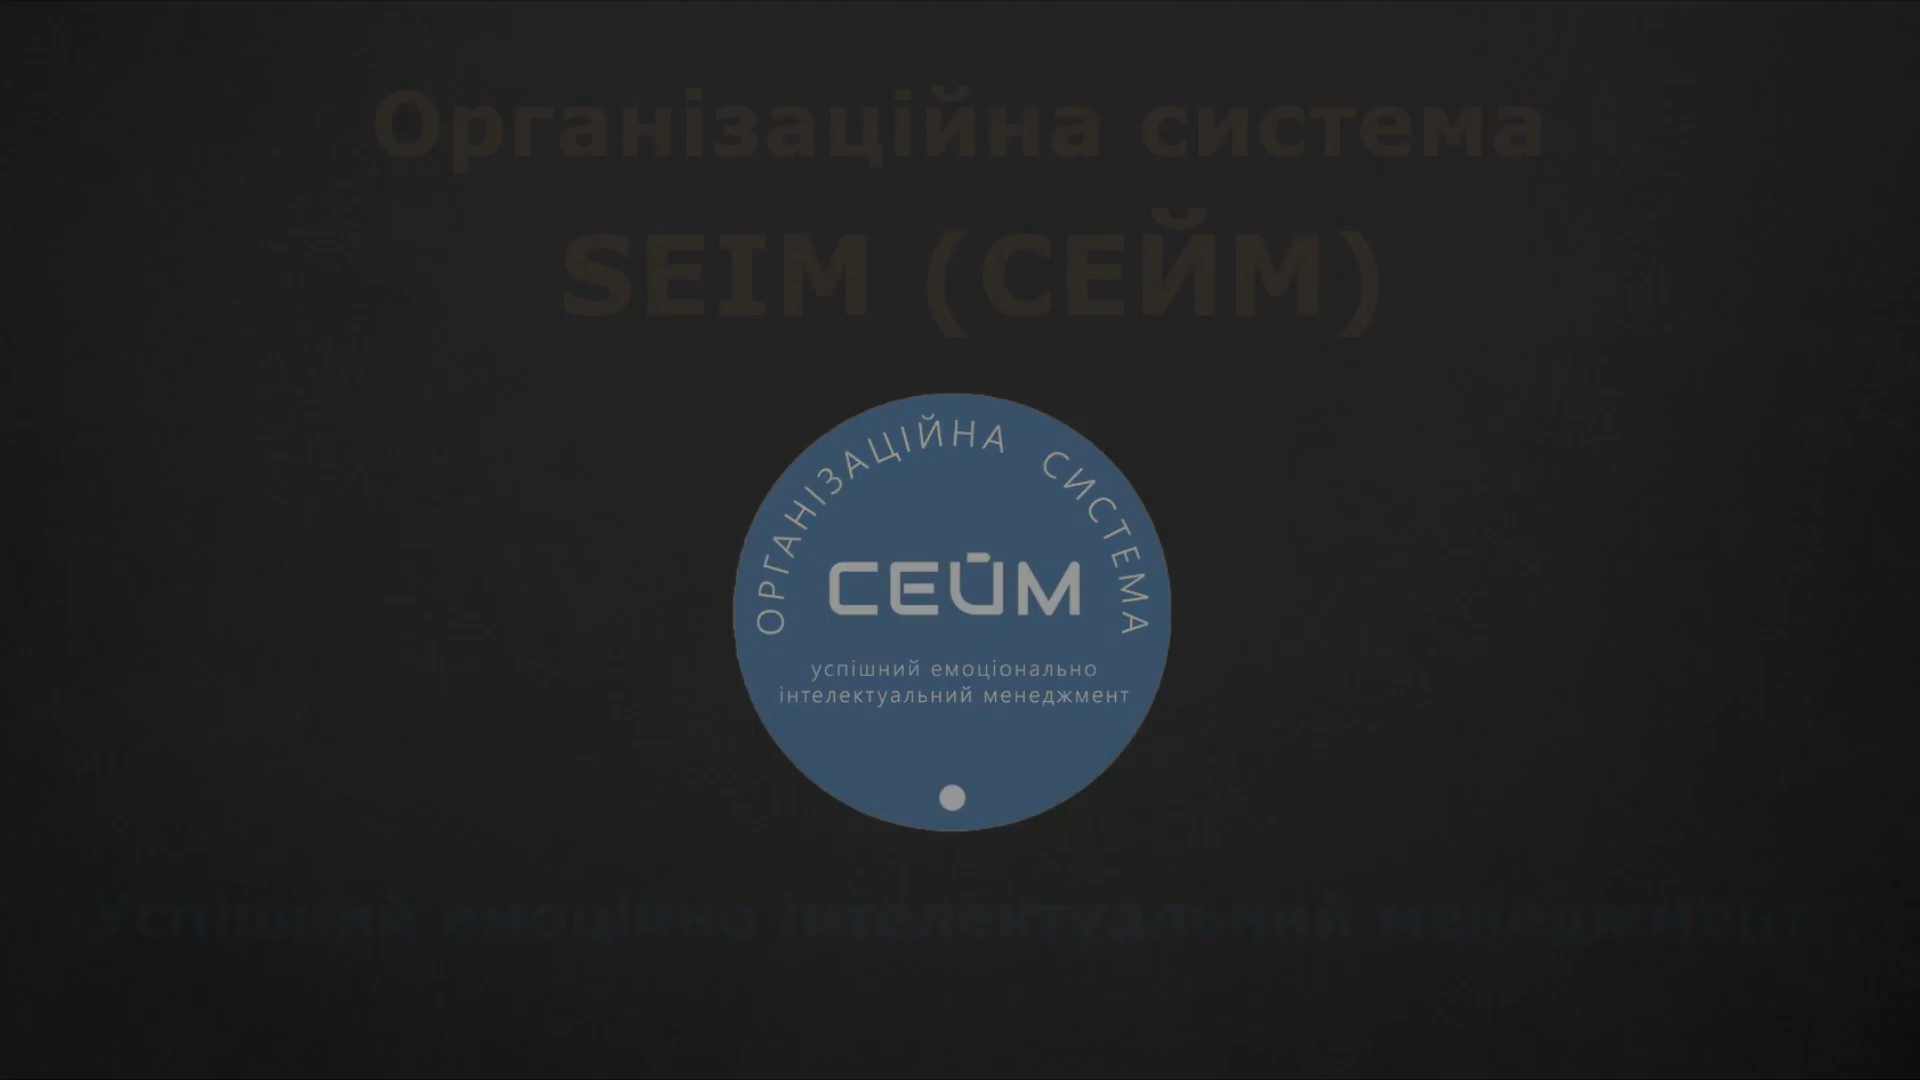 Організаційна система
SEIM (СЕЙМ)
ОРГАНІЗАЦІЙНА СИСТЕМА
СЕЙМ
успішний емоціонально
інтелектуальний менеджмент
Успішний емоційно інтелектуальний менеджмент